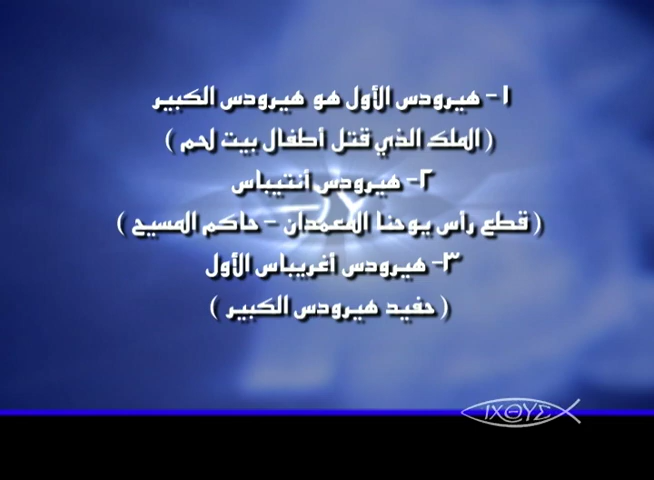 ١- هيرودس الأول هو هيرودس الكبير
( الملك الذي قتل أطفال بيت لحم )
٢- هيرودس أنتيباس
( قطع رأس يوحنا المعمدان - حاكم المسيح )
٣- هيرودس أغريباس الأول
( حفيد هيرودس الكبير )
ΙΧΘΥΣ